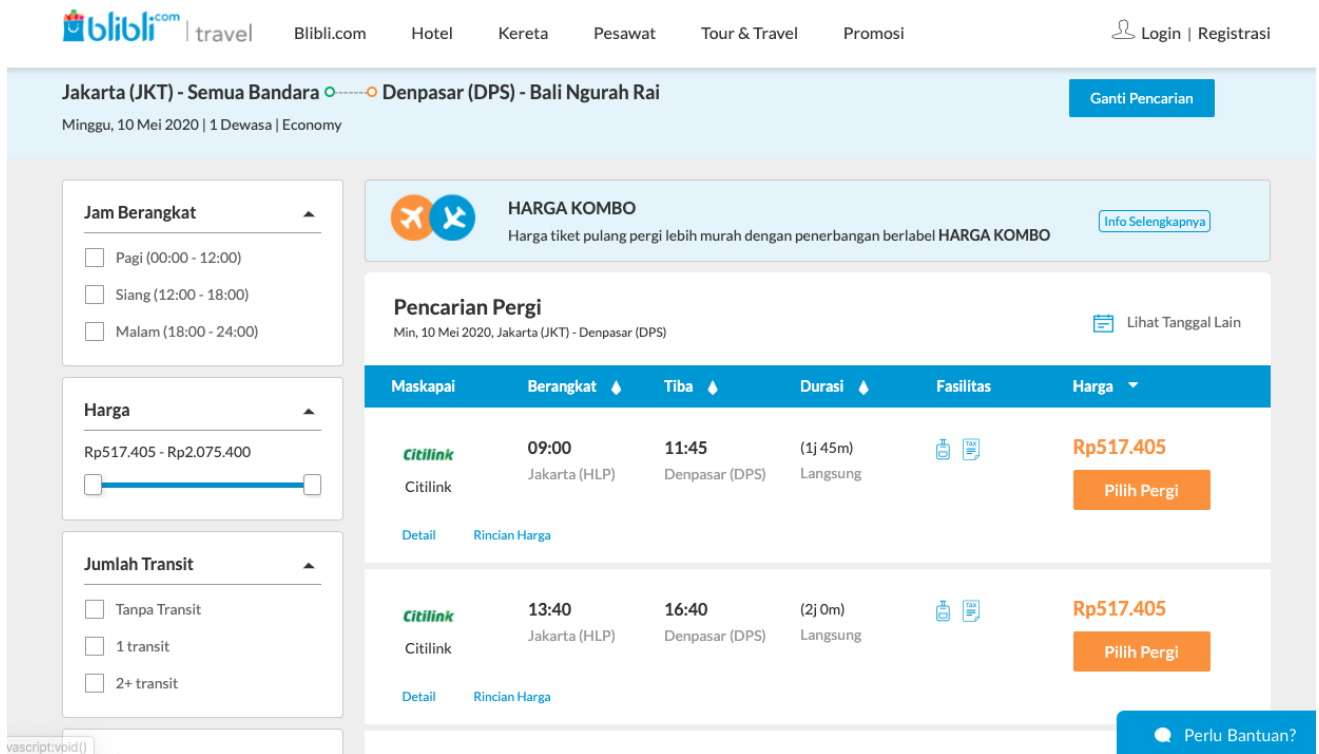 blibli.com | travel
Blibli.com Hotel Kereta Pesawat Tour & Travel Promosi
Login | Registrasi
Jakarta (JKT) - Semua Bandara Denpasar (DPS) - Bali Ngurah Rai
Minggu, 10 Mei 2020 | 1 Dewasa | Economy
Ganti Pencarian
Jam Berangkat
Pagi (00:00 - 12:00)
Siang (12:00 - 18:00)
Malam (18:00 - 24:00)
Harga
Rp517.405 - Rp2.075.400
Jumlah Transit
Tanpa Transit
1 transit
2+ transit
HARGA KOMBO
Harga tiket pulang pergi lebih murah dengan penerbangan berlabel HARGA KOMBO
Info Selengkapnya
Pencarian Pergi
Min, 10 Mei 2020, Jakarta (JKT) - Denpasar (DPS)
Lihat Tanggal Lain
Maskapai Berangkat Tiba Durasi Fasilitas Harga
Citilink 09:00 11:45 (1j 45m) TAX Rp517.405
Jakarta (HLP) Denpasar (DPS) Langsung
Citilink Pilih Pergi
Detail Rincian Harga
Citilink 13:40 16:40 (2j 0m) TAX Rp517.405
Jakarta (HLP) Denpasar (DPS) Langsung
Citilink Pilih Pergi
Detail Rincian Harga
Perlu Bantuan?
vascript:void()